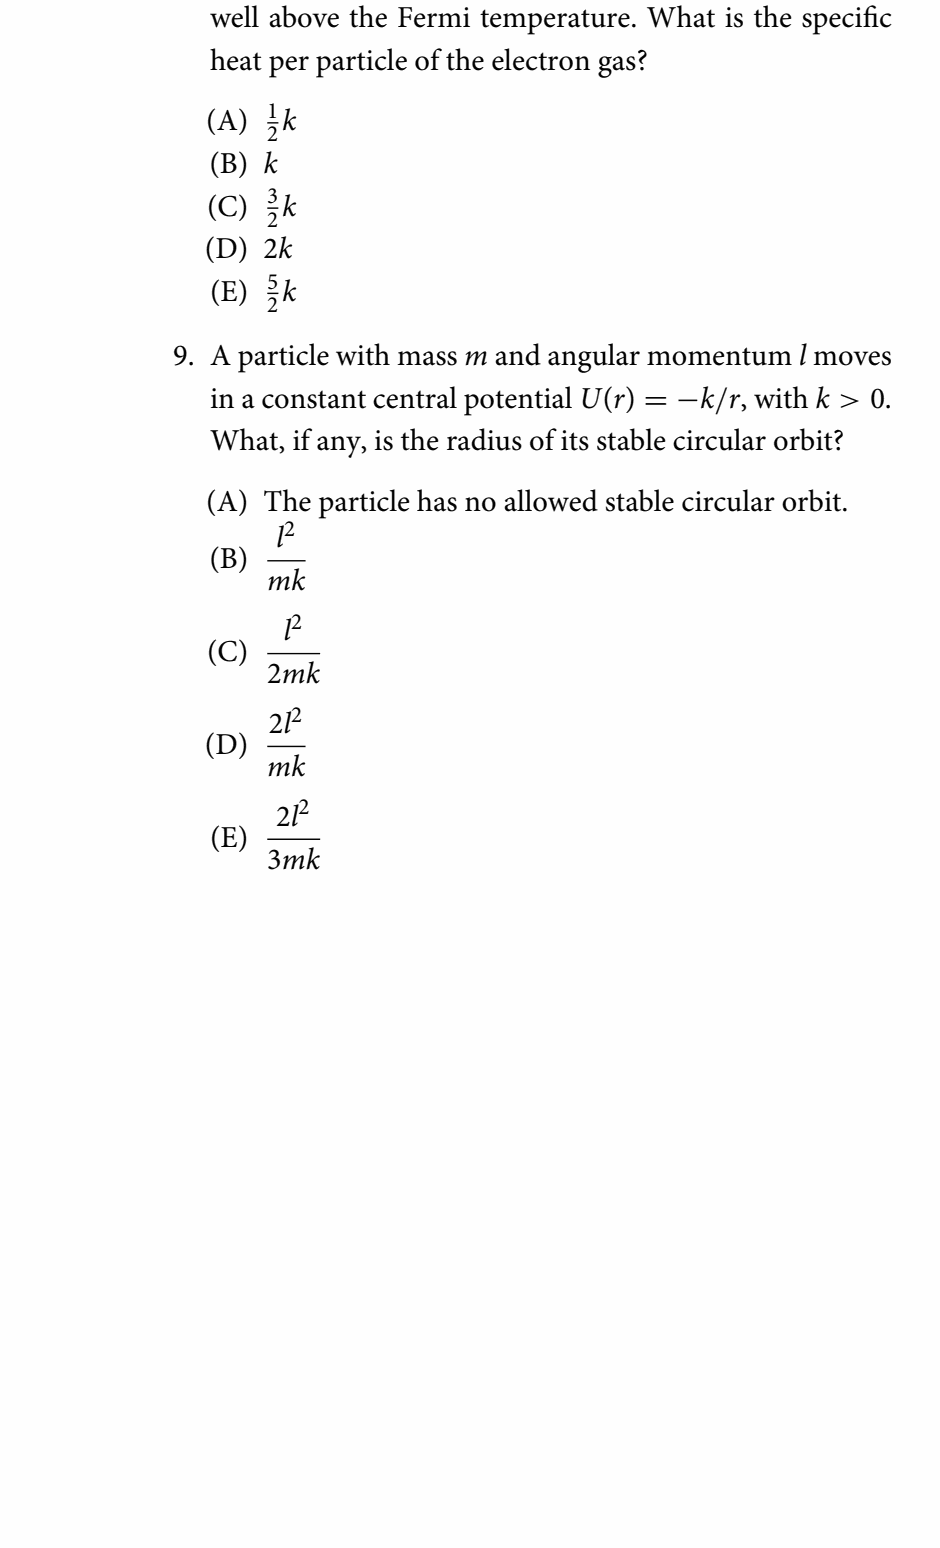 well above the Fermi temperature. What is the specific
heat per particle of the electron gas?
(A) ½k
(B) k
(C) 3/2 k
(D) 2k
(E) 5/2 k
9. A particle with mass m and angular momentum l moves
in a constant central potential U(r) = −k/r, with k > 0.
What, if any, is the radius of its stable circular orbit?
(A) The particle has no allowed stable circular orbit.
(B) l²/mk
(C) l²/2mk
(D) 2l²/mk
(E) 2l²/3mk